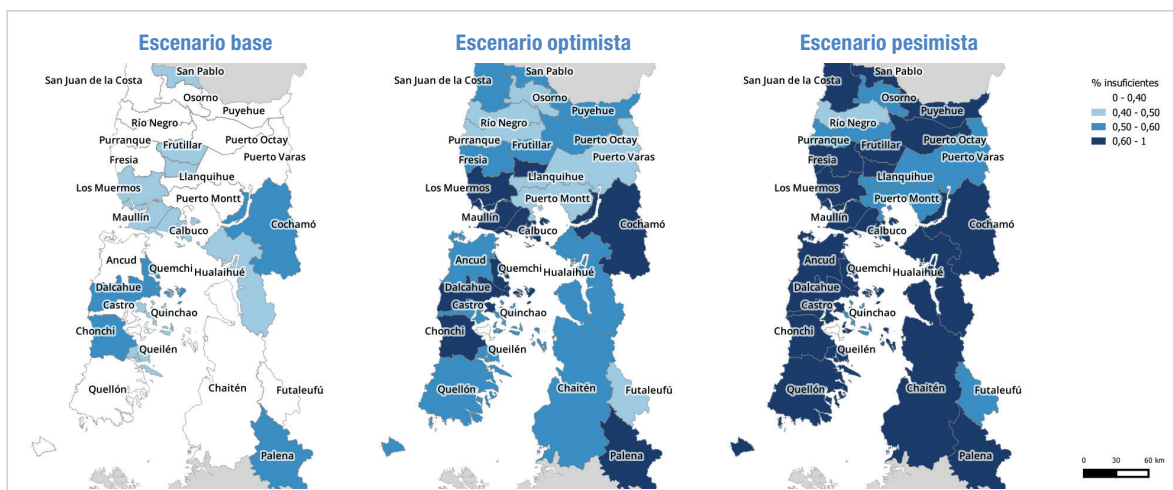 Escenario base
San Pablo
San Juan de la Costa
Osorno
Puyehue
Río Negro
Purranque
Puerto Octay
Frutillar
Fresia
Puerto Varas
Llanquihue
Los Muermos
Puerto Montt
Maullín
Cochamó
Calbuco
Ancud
Quemchi
Hualaihué
Dalcahue
Castro
Quinchao
Chonchi
Queilén
Quellón
Chaitén
Futaleufú
Palena
Escenario optimista
San Pablo
San Juan de la Costa
Osorno
Puyehue
Río Negro
Purranque
Puerto Octay
Frutillar
Fresia
Puerto Varas
Llanquihue
Los Muermos
Puerto Montt
Maullín
Cochamó
Calbuco
Ancud
Quemchi
Hualaihué
Dalcahue
Castro
Quinchao
Chonchi
Queilén
Quellón
Chaitén
Futaleufú
Palena
Escenario pesimista
San Pablo
San Juan de la Costa
Osorno
Puyehue
Río Negro
Purranque
Puerto Octay
Frutillar
Fresia
Puerto Varas
Llanquihue
Los Muermos
Puerto Montt
Maullín
Cochamó
Calbuco
Ancud
Quemchi
Hualaihué
Dalcahue
Castro
Quinchao
Chonchi
Queilén
Quellón
Chaitén
Futaleufú
Palena
% insuficientes
0 - 0,40
0,40 - 0,50
0,50 - 0,60
0,60 - 1
0 30 60 km